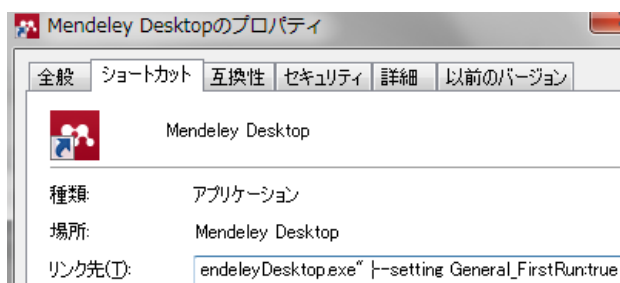 Mendeley Desktopのプロパティ
全般 ショートカット 互換性 セキュリティ 詳細 以前のバージョン
Mendeley Desktop
種類: アプリケーション
場所: Mendeley Desktop
リンク先(T): endeleyDesktop.exe" --setting General_FirstRun:true